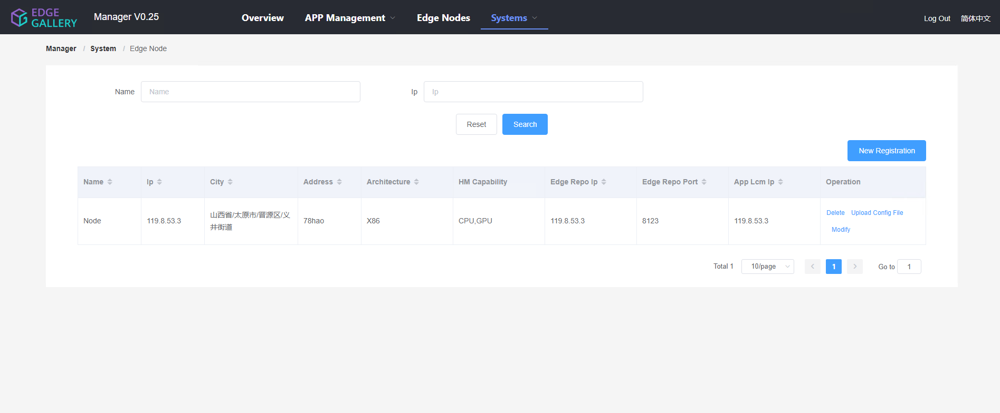 EDGE
GALLERY
Manager V0.25
Overview
APP Management
Edge Nodes
Systems
Log Out
简体中文
Manager / System / Edge Node
Name
Name
Ip
Ip
Reset
Search
New Registration
Name
Ip
City
Address
Architecture
HM Capability
Edge Repo Ip
Edge Repo Port
App Lcm Ip
Operation
Node
119.8.53.3
山西省/太原市/晋源区/义
井街道
78hao
X86
CPU,GPU
119.8.53.3
8123
119.8.53.3
Delete
Upload Config File
Modify
Total 1
10/page
1
Go to
1